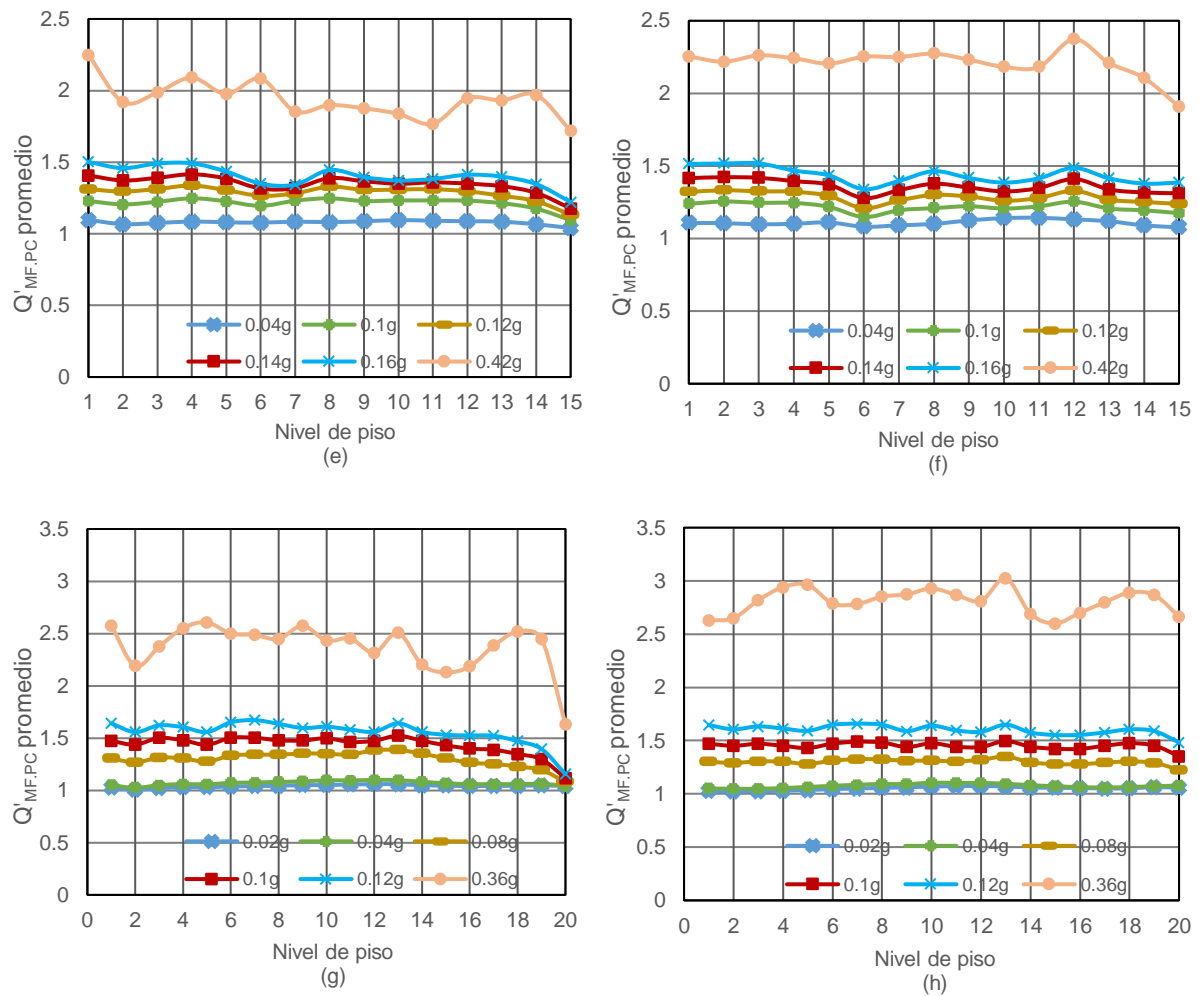 2.5
2
1.5
1
0.5
0
Q'MF.PC promedio
0.04g 0.1g 0.12g
0.14g 0.16g 0.42g
1 2 3 4 5 6 7 8 9 10 11 12 13 14 15
Nivel de piso
(e)
2.5
2
1.5
1
0.5
0
Q'MF.PC promedio
0.04g 0.1g 0.12g
0.14g 0.16g 0.42g
1 2 3 4 5 6 7 8 9 10 11 12 13 14 15
Nivel de piso
(f)
3.5
3
2.5
2
1.5
1
0.5
0
Q'MF.PC promedio
0.02g 0.04g 0.08g
0.1g 0.12g 0.36g
0 2 4 6 8 10 12 14 16 18 20
Nivel de piso
(g)
3.5
3
2.5
2
1.5
1
0.5
0
Q'MF.PC promedio
0.02g 0.04g 0.08g
0.1g 0.12g 0.36g
0 2 4 6 8 10 12 14 16 18 20
Nivel de piso
(h)